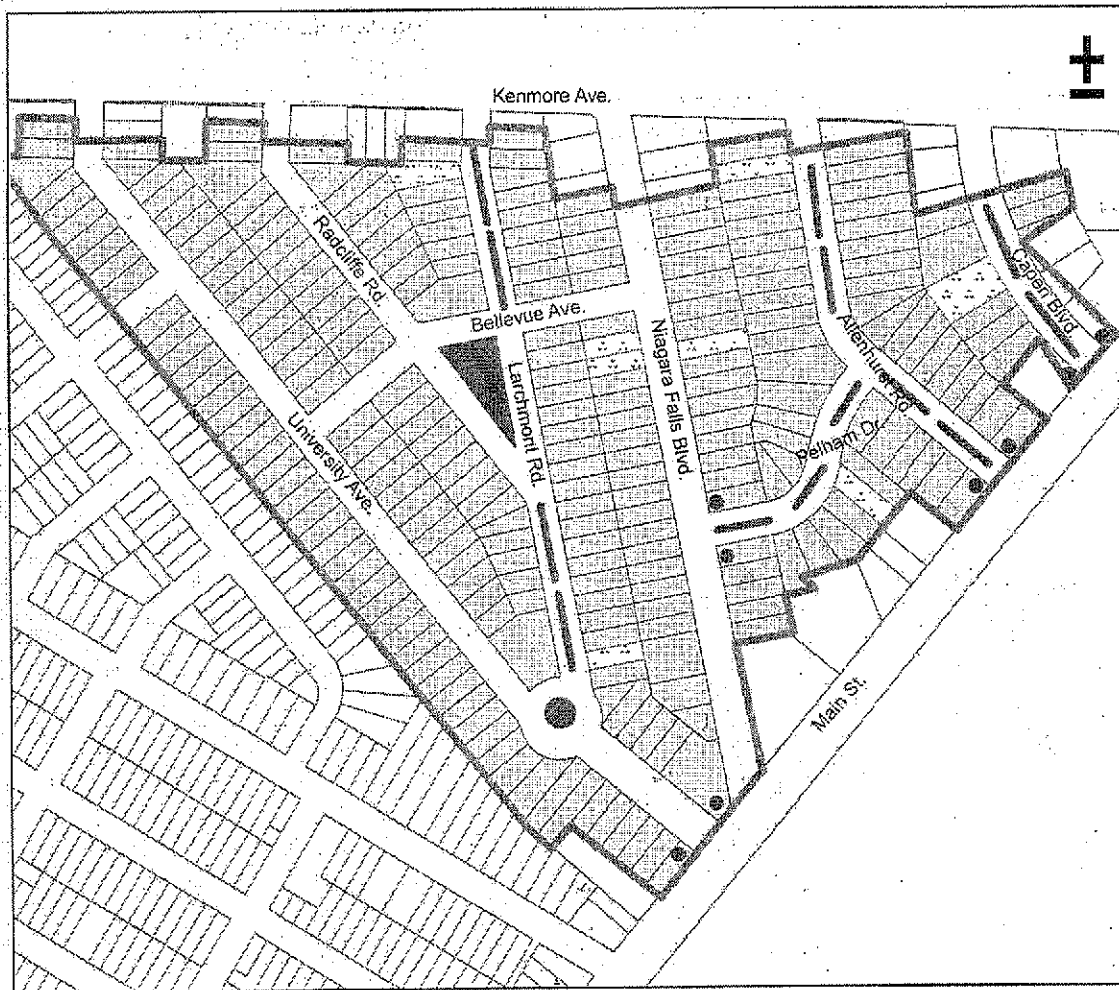 Kenmore Ave.
Radcliffe Rd.
Bellevue Ave.
Capen Blvd.
Niagara Falls Blvd.
Allenhurst Rd.
Larchmont Rd.
Pelham Dr.
University Ave.
Main St.